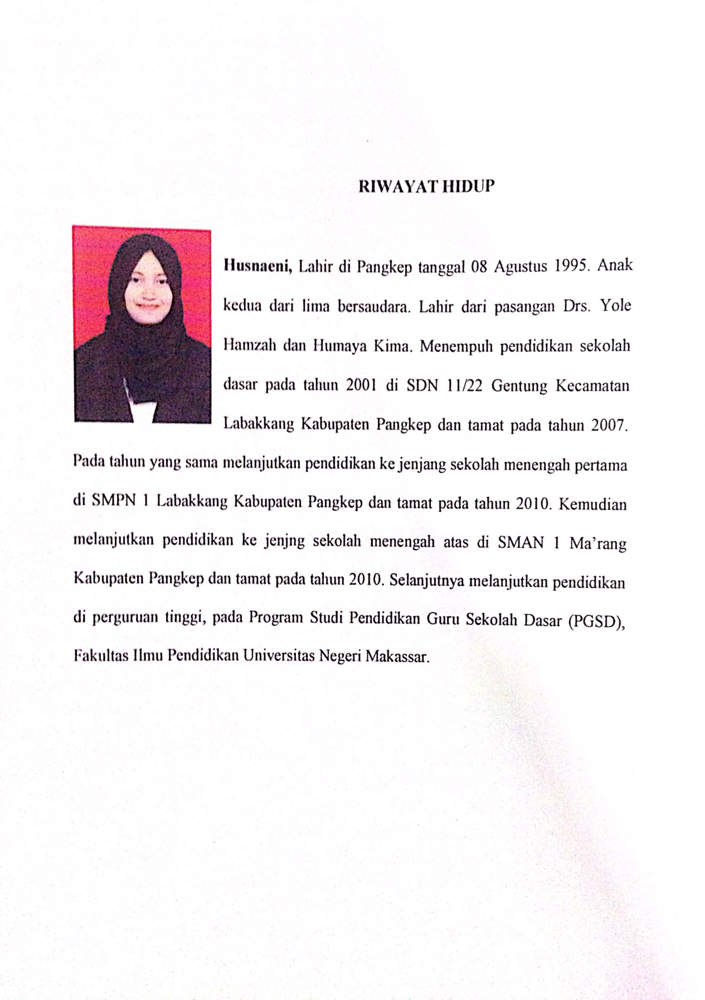 RIWAYAT HIDUP
Husnaeni, Lahir di Pangkep tanggal 08 Agustus 1995. Anak
kedua dari lima bersaudara. Lahir dari pasangan Drs. Yole
Hamzah dan Humaya Kima. Menempuh pendidikan sekolah
dasar pada tahun 2001 di SDN 11/22 Gentung Kecamatan
Labakkang Kabupaten Pangkep dan tamat pada tahun 2007.
Pada tahun yang sama melanjutkan pendidikan ke jenjang sekolah menengah pertama
di SMPN 1 Labakkang Kabupaten Pangkep dan tamat pada tahun 2010. Kemudian
melanjutkan pendidikan ke jenjng sekolah menengah atas di SMAN 1 Ma’rang
Kabupaten Pangkep dan tamat pada tahun 2010. Selanjutnya melanjutkan pendidikan
di perguruan tinggi, pada Program Studi Pendidikan Guru Sekolah Dasar (PGSD),
Fakultas Ilmu Pendidikan Universitas Negeri Makassar.